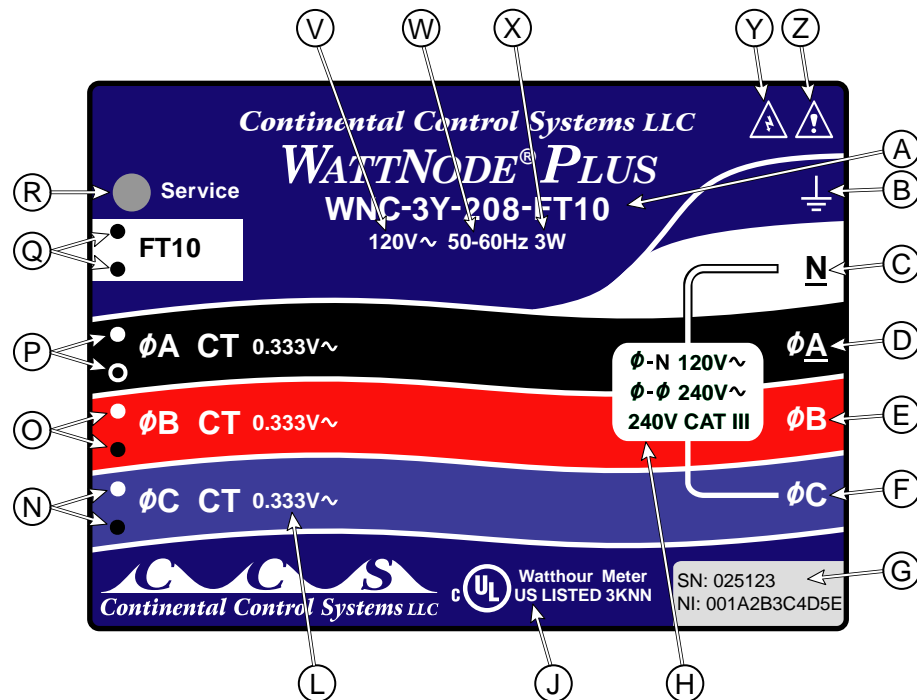 V W X Y Z
Continental Control Systems LLC
WATTNODE® PLUS
WNC-3Y-208-FT10
120V~ 50-60Hz 3W
A
R Service
B
Q FT10
N C
P ϕA CT 0.333V~
ϕ-N 120V~
ϕ-ϕ 240V~
240V CAT III
ϕA D
O ϕB CT 0.333V~
ϕB E
N ϕC CT 0.333V~
ϕC F
C C S
Continental Control Systems LLC
c UL Watthour Meter
US LISTED 3KNN
SN: 025123
NI: 001A2B3C4D5E
G
L J H